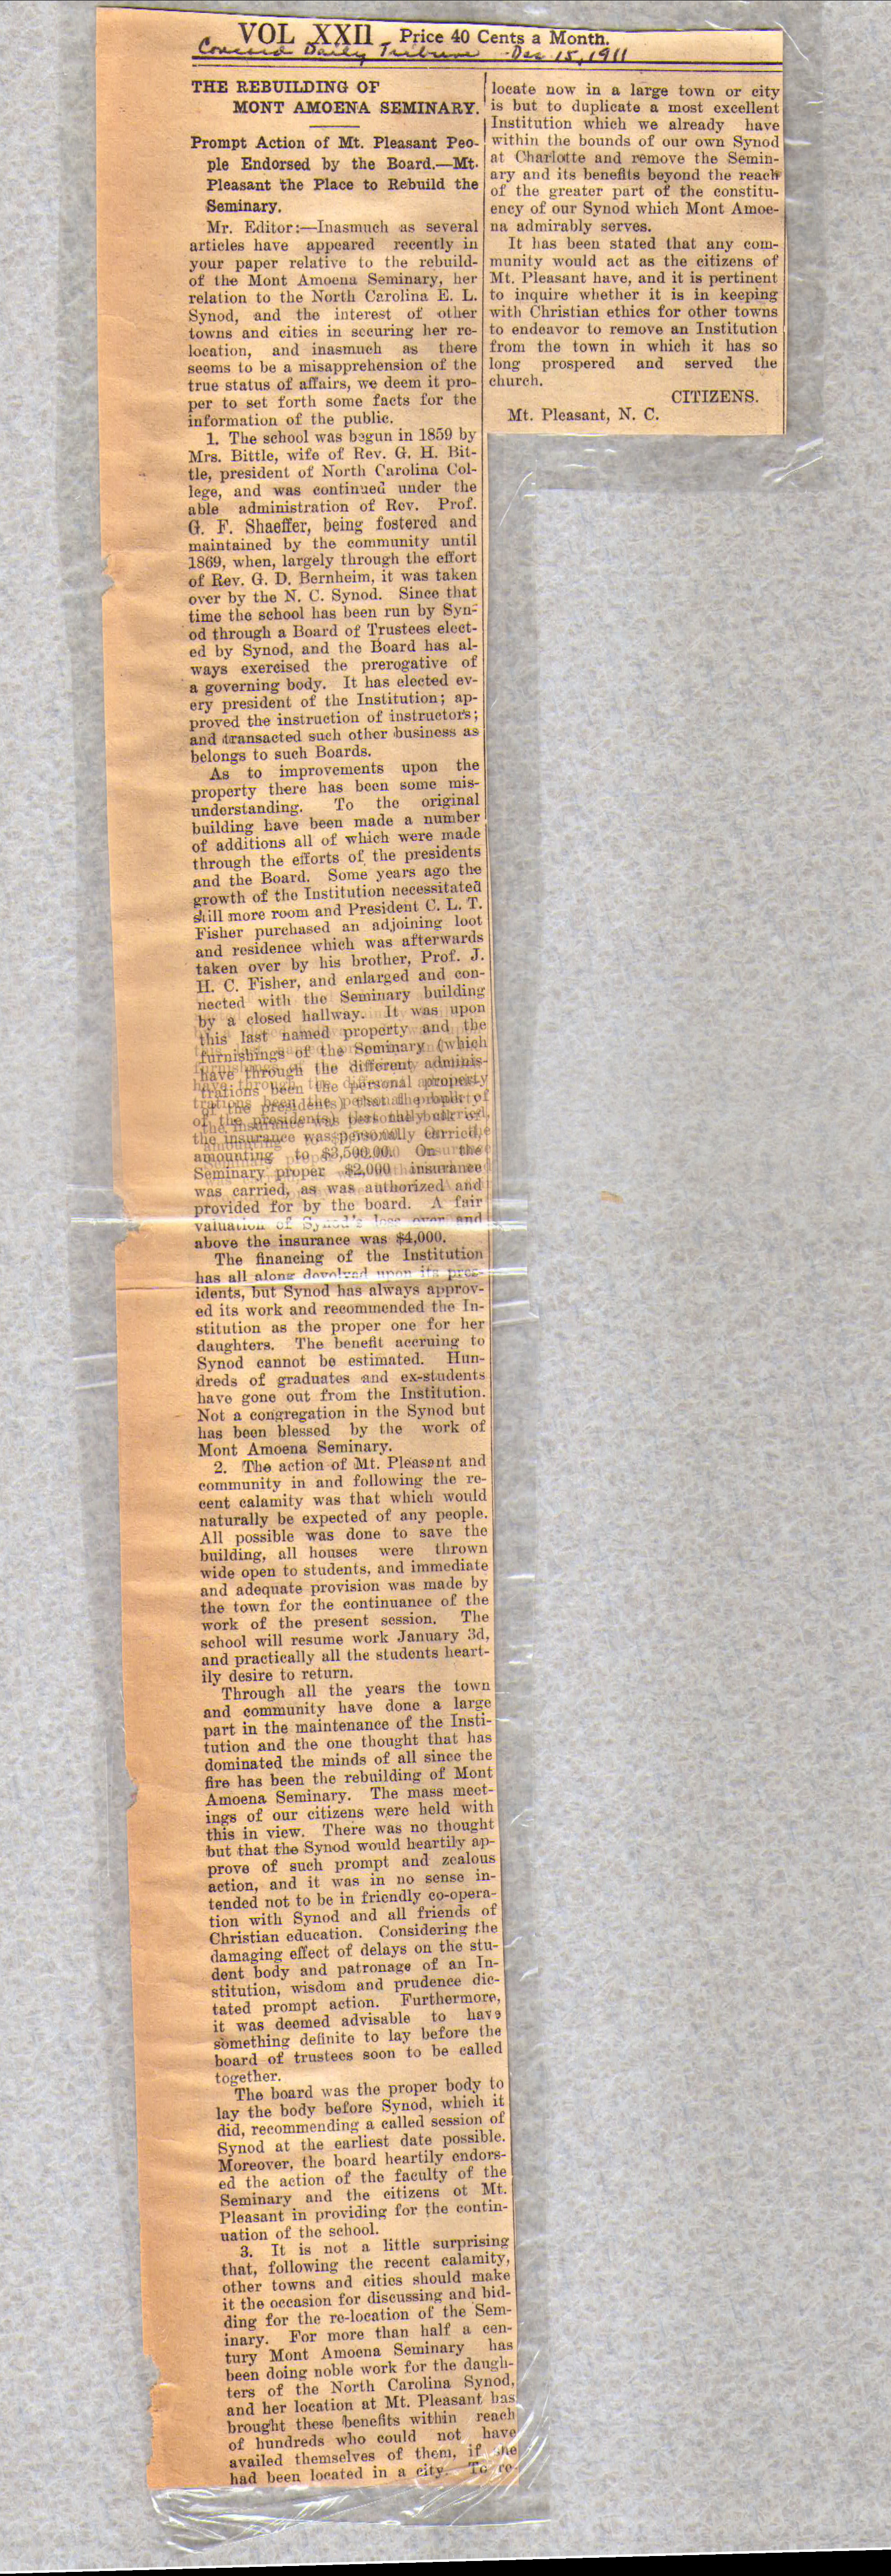 VOL XXII Price 40 Cents a Month.
Concord Daily Tribune Dec 15, 1911
THE REBUILDING OF
MONT AMOENA SEMINARY.
Prompt Action of Mt. Pleasant Peo-
ple Endorsed by the Board.—Mt.
Pleasant the Place to Rebuild the
Seminary.
Mr. Editor:—Inasmuch as several
articles have appeared recently in
your paper relative to the rebuild-
of the Mont Amoena Seminary, her
relation to the North Carolina E. L.
Synod, and the interest of other
towns and cities in securing her re-
location, and inasmuch as there
seems to be a misapprehension of the
true status of affairs, we deem it pro-
per to set forth some facts for the
information of the public.
1. The school was begun in 1859 by
Mrs. Bittle, wife of Rev. G. H. Bit-
tle, president of North Carolina Col-
lege, and was continued under the
able administration of Rev. Prof.
G. F. Shaeffer, being fostered and
maintained by the community until
1869, when, largely through the effort
of Rev. G. D. Bernheim, it was taken
over by the N. C. Synod. Since that
time the school has been run by Syn-
od through a Board of Trustees elect-
ed by Synod, and the Board has al-
ways exercised the prerogative of
a governing body. It has elected ev-
ery president of the Institution; ap-
proved the instruction of instructors;
and transacted such other business as
belongs to such Boards.
As to improvements upon the
property there has been some mis-
understanding. To the original
building have been made a number
of additions all of which were made
through the efforts of the presidents
and the Board. Some years ago the
growth of the Institution necessitated
still more room and President C. L. T.
Fisher purchased an adjoining loot
and residence which was afterwards
taken over by his brother, Prof. J.
H. C. Fisher, and enlarged and con-
nected with the Seminary building
by a closed hallway. It was upon
this last named property and the
furnishings of the Seminary (which
have through the different adminis-
trations been the personal property
of the presidents) that the bulk of
the insurance was personally carried,
amounting to $3,500.00. On the
Seminary proper $2,000 insurance
was carried, as was authorized and
provided for by the board. A fair
valuation of Synod's loss over and
above the insurance was $4,000.
The financing of the Institution
has all along devolved upon its pres-
idents, but Synod has always approv-
ed its work and recommended the In-
stitution as the proper one for her
daughters. The benefit accruing to
Synod cannot be estimated. Hun-
dreds of graduates and ex-students
have gone out from the Institution.
Not a congregation in the Synod but
has been blessed by the work of
Mont Amoena Seminary.
2. The action of Mt. Pleasant and
community in and following the re-
cent calamity was that which would
naturally be expected of any people.
All possible was done to save the
building, all houses were thrown
wide open to students, and immediate
and adequate provision was made by
the town for the continuance of the
work of the present session. The
school will resume work January 3d,
and practically all the students heart-
ily desire to return.
Through all the years the town
and community have done a large
part in the maintenance of the Insti-
tution and the one thought that has
dominated the minds of all since the
fire has been the rebuilding of Mont
Amoena Seminary. The mass meet-
ings of our citizens were held with
this in view. There was no thought
but that the Synod would heartily ap-
prove of such prompt and zealous
action, and it was in no sense in-
tended not to be in friendly co-opera-
tion with Synod and all friends of
Christian education. Considering the
damaging effect of delays on the stu-
dent body and patronage of an In-
stitution, wisdom and prudence dic-
tated prompt action. Furthermore,
it was deemed advisable to have
something definite to lay before the
board of trustees soon to be called
together.
The board was the proper body to
lay the body before Synod, which it
did, recommending a called session of
Synod at the earliest date possible.
Moreover, the board heartily endors-
ed the action of the faculty of the
Seminary and the citizens ot Mt.
Pleasant in providing for the contin-
uation of the school.
3. It is not a little surprising
that, following the recent calamity,
other towns and cities should make
it the occasion for discussing and bid-
ding for the re-location of the Sem-
inary. For more than half a cen-
tury Mont Amoena Seminary has
been doing noble work for the daugh-
ters of the North Carolina Synod,
and her location at Mt. Pleasant has
brought these benefits within reach
of hundreds who could not have
availed themselves of them, if she
had been located in a city. To re-
locate now in a large town or city
is but to duplicate a most excellent
Institution which we already have
within the bounds of our own Synod
at Charlotte and remove the Semin-
ary and its benefits beyond the reach
of the greater part of the constitu-
ency of our Synod which Mont Amoe-
na admirably serves.
It has been stated that any com-
munity would act as the citizens of
Mt. Pleasant have, and it is pertinent
to inquire whether it is in keeping
with Christian ethics for other towns
to endeavor to remove an Institution
from the town in which it has so
long prospered and served the
church.
CITIZENS.
Mt. Pleasant, N. C.